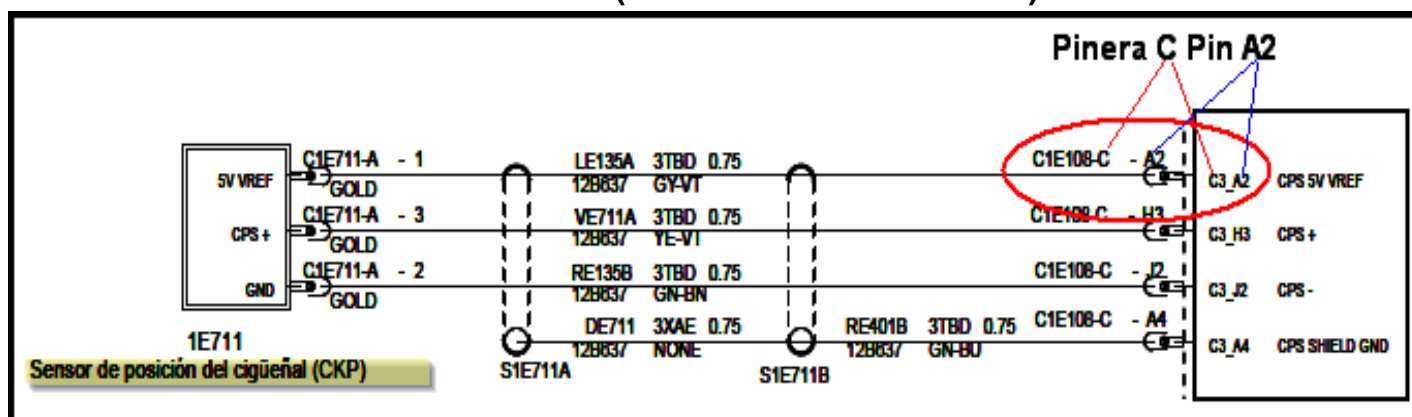 Pinera C Pin A2
C1E711-A - 1 LE135A 3TBD 0.75 C1E108-C - A2
5V VREF GOLD 12B637 GY-VT C3_A2 CPS 5V VREF
C1E711-A - 3 VE711A 3TBD 0.75 C1E108-C - H3
CPS + GOLD 12B637 YE-VT C3_H3 CPS +
C1E711-A - 2 RE135B 3TBD 0.75 C1E108-C - J2
GND GOLD 12B637 GN-BN C3_J2 CPS -
DE711 3XAE 0.75 RE401B 3TBD 0.75 C1E108-C - A4
1E711 12B637 NONE 12B637 GN-BU C3_A4 CPS SHIELD GND
Sensor de posición del cigüeñal (CKP) S1E711A S1E711B